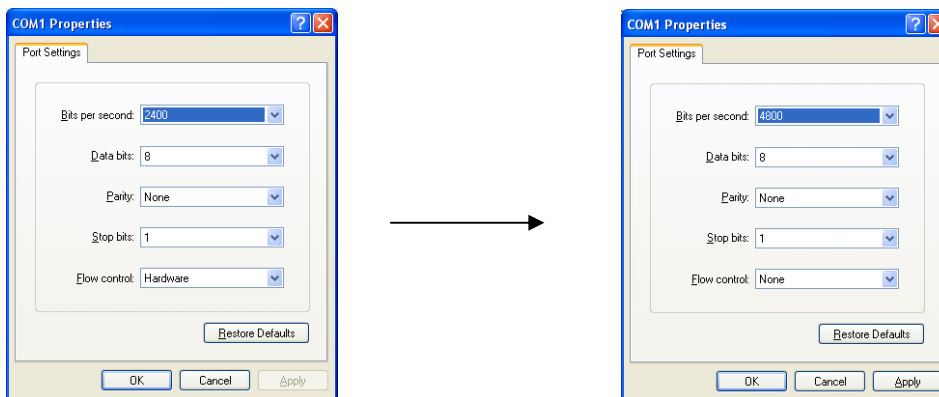 COM1 Properties
Port Settings
Bits per second: 2400
Data bits: 8
Parity: None
Stop bits: 1
Flow control: Hardware
Restore Defaults
OK Cancel Apply
COM1 Properties
Port Settings
Bits per second: 4800
Data bits: 8
Parity: None
Stop bits: 1
Flow control: None
Restore Defaults
OK Cancel Apply